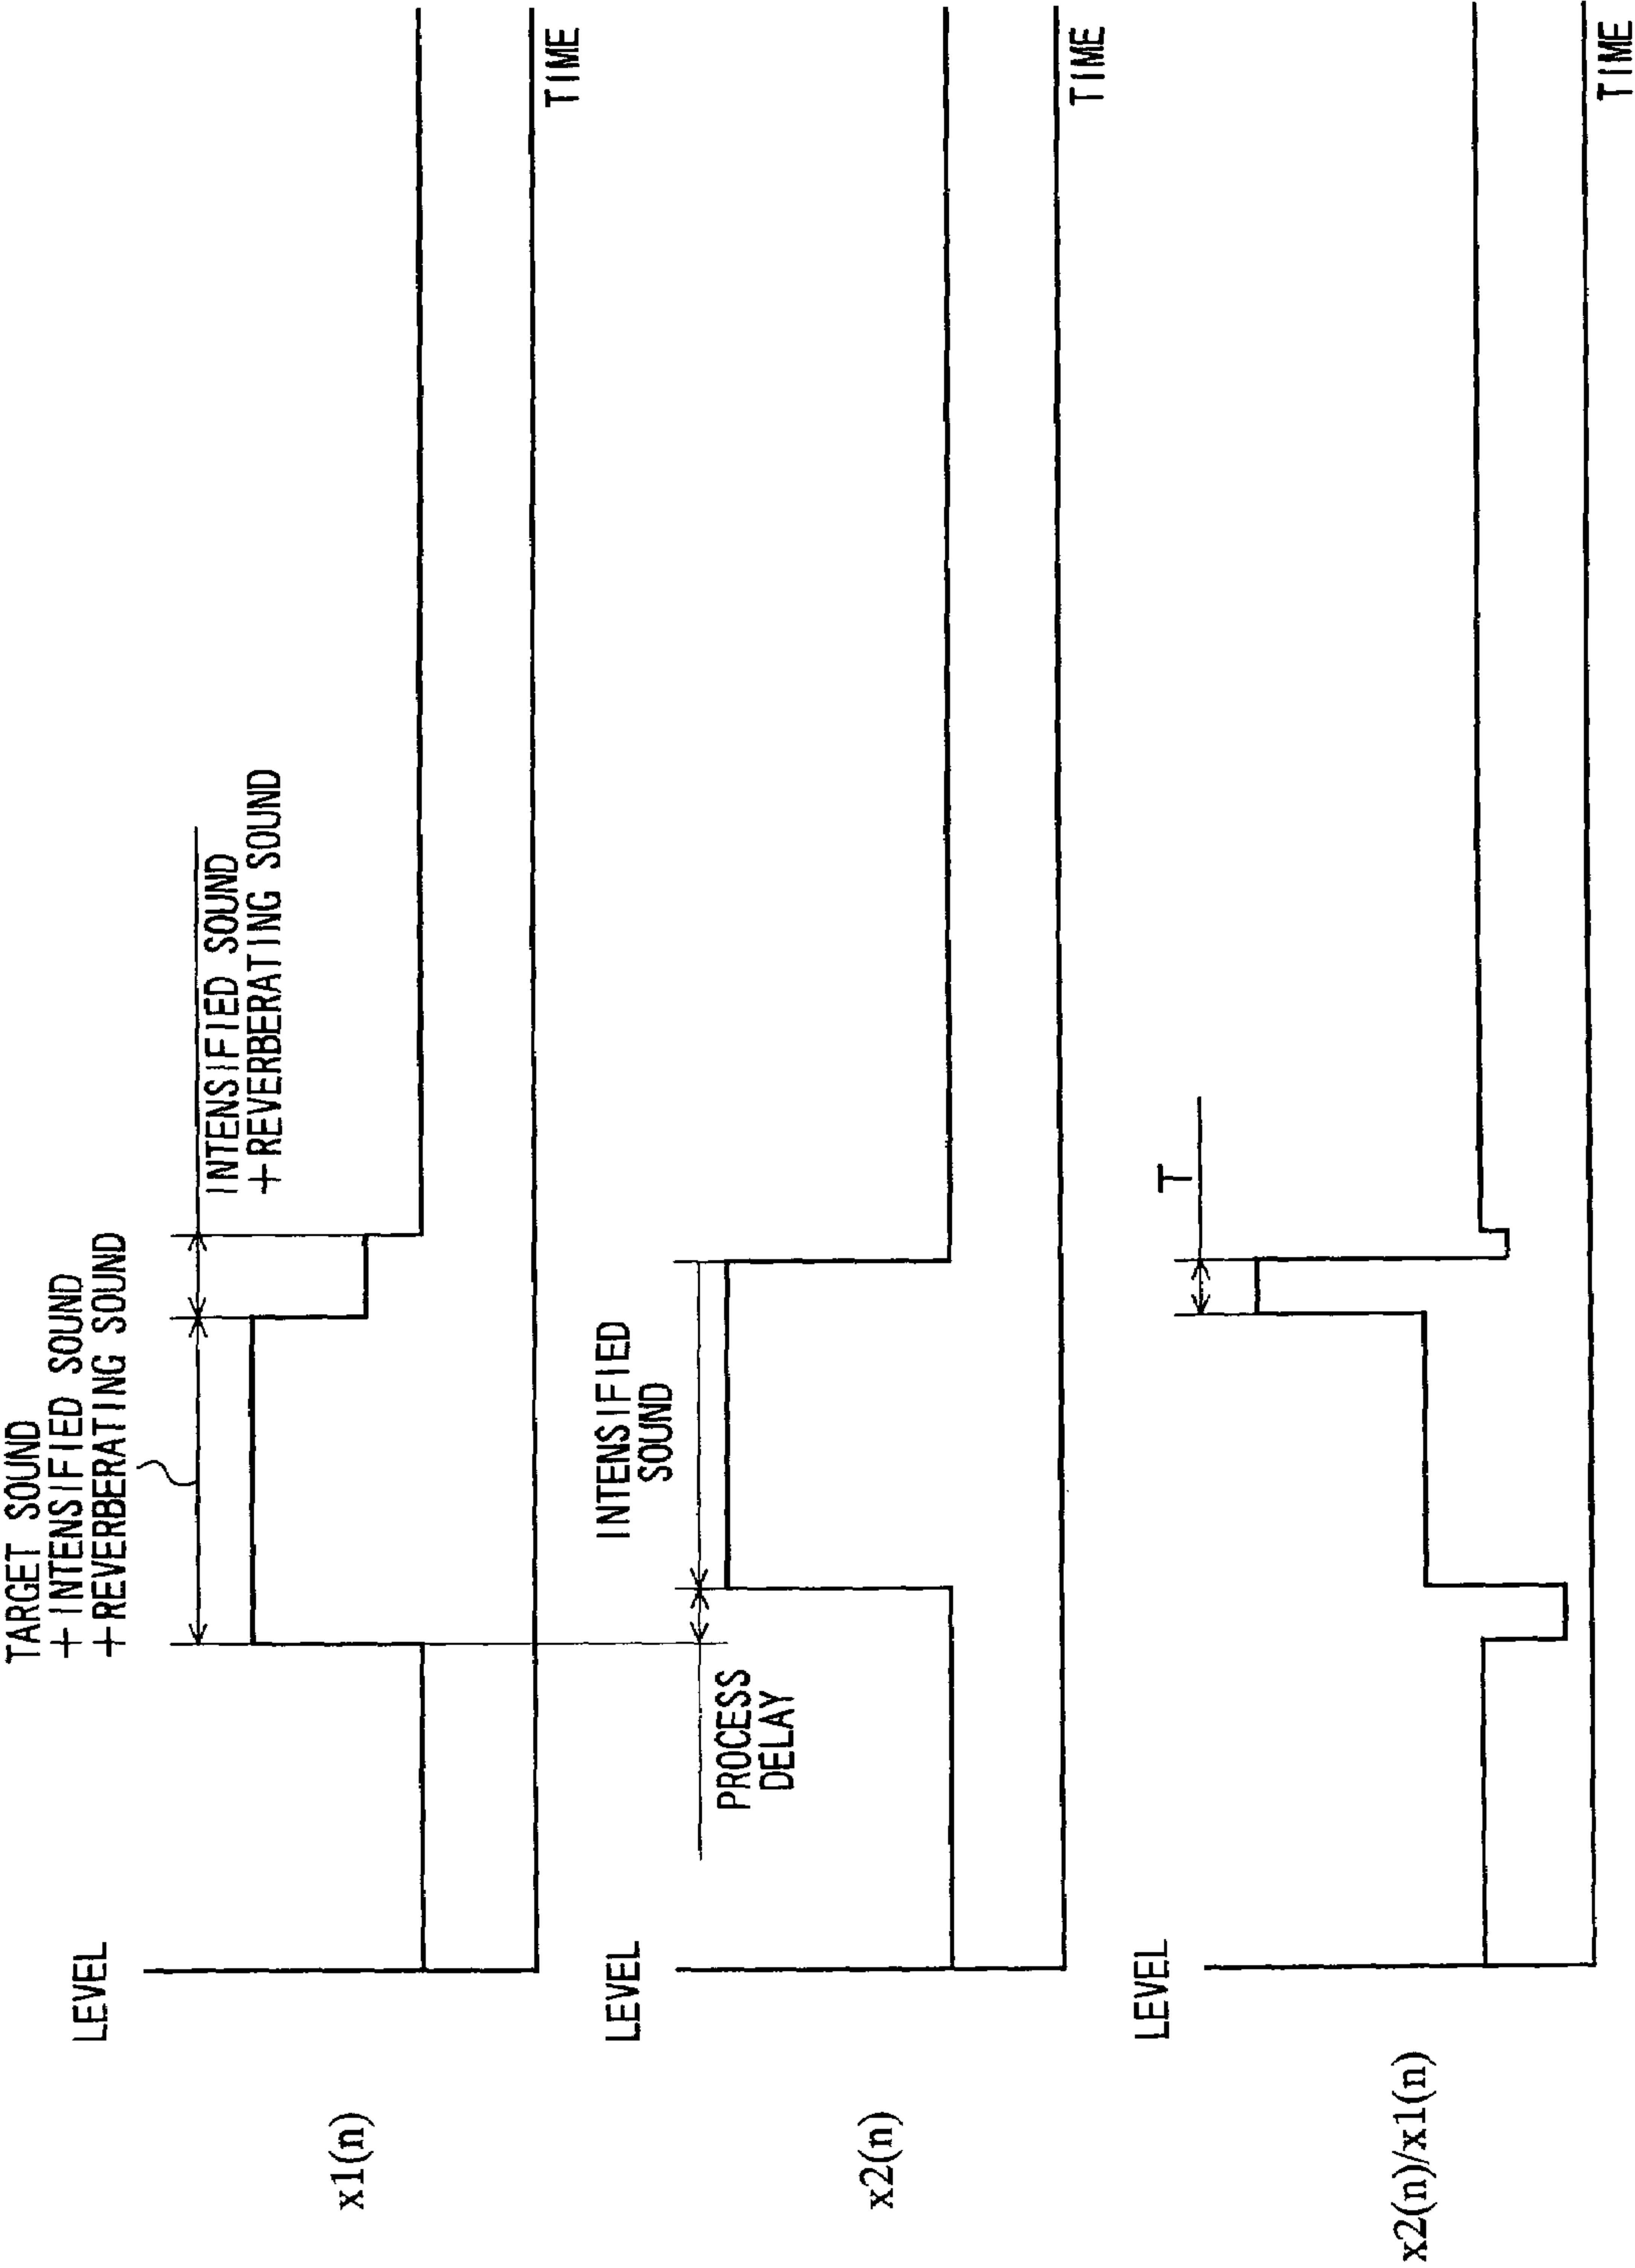 TARGET SOUND
+INTENSIFIED SOUND
+REVERBERATING SOUND
INTENSIFIED SOUND
+REVERBERATING SOUND
LEVEL
x1(n)
TIME
INTENSIFIED
SOUND
PROCESS
DELAY
LEVEL
x2(n)
TIME
T
LEVEL
x2(n)/x1(n)
TIME